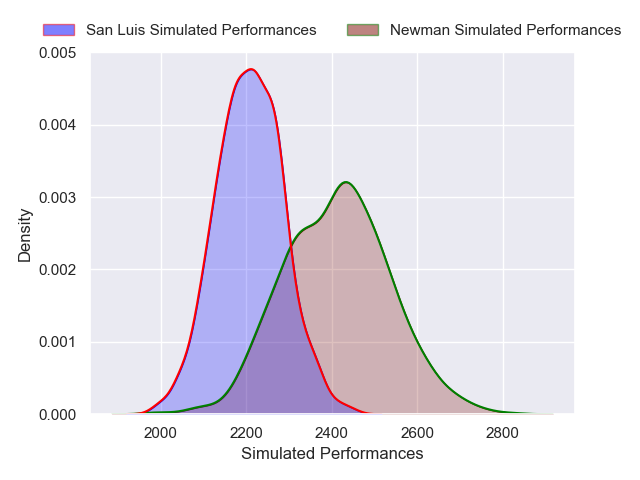 San Luis Simulated Performances Newman Simulated Performances
0.005
0.004
0.003
0.002
0.001
0.000
Density
2000 2200 2400 2600 2800
Simulated Performances